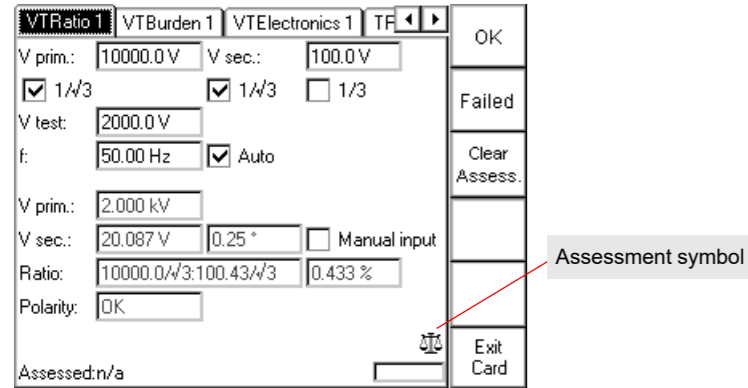 VTRatio 1 VTBurden 1 VTElectronics 1 TF
V prim.: 10000.0 V V sec.: 100.0 V
1/√3 1/√3 1/3
V test: 2000.0 V
f: 50.00 Hz Auto
V prim.: 2.000 kV
V sec.: 20.087 V 0.25 ° Manual input
Ratio: 10000.0/√3:100.43/√3 0.433 %
Polarity: OK
Assessed:n/a
OK
Failed
Clear
Assess.
Exit
Card
Assessment symbol